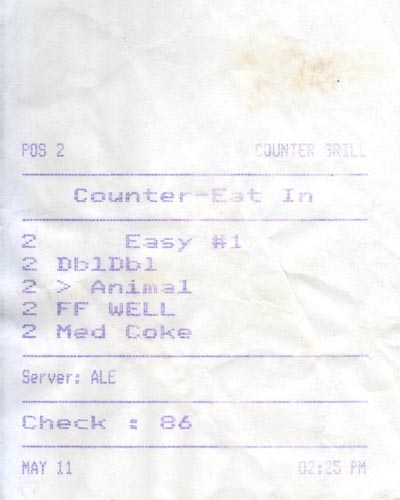 POS 2 COUNTER GRILL
Counter-Eat In
2 Easy #1
2 DblDbl
2 > Animal
2 FF WELL
2 Med Coke
Server: ALE
Check : 86
MAY 11 02:25 PM